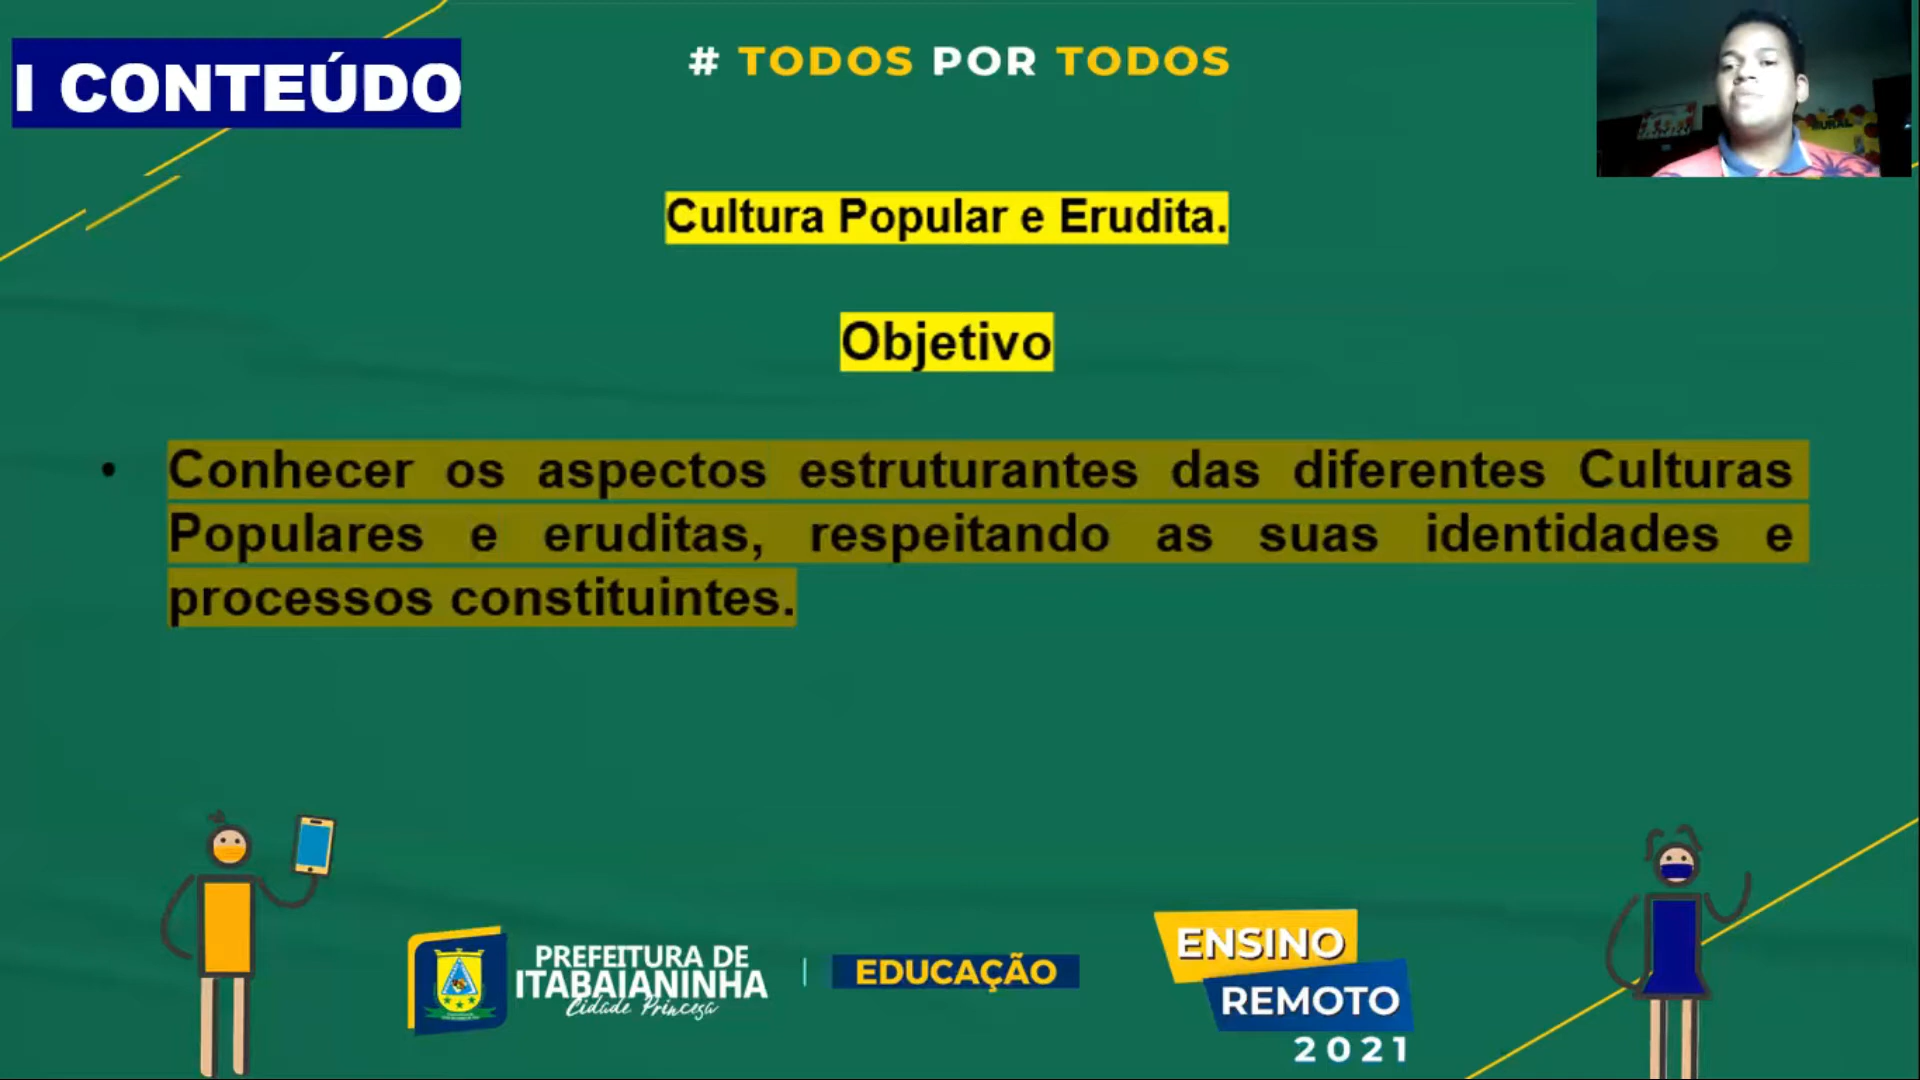 I CONTEÚDO
# TODOS POR TODOS
RURAL
Cultura Popular e Erudita.
Objetivo
• Conhecer os aspectos estruturantes das diferentes Culturas
Populares e eruditas, respeitando as suas identidades e
processos constituintes.
PREFEITURA DE
ITABAIANINHA
Cidade Princesa
EDUCAÇÃO
ENSINO
REMOTO
2021